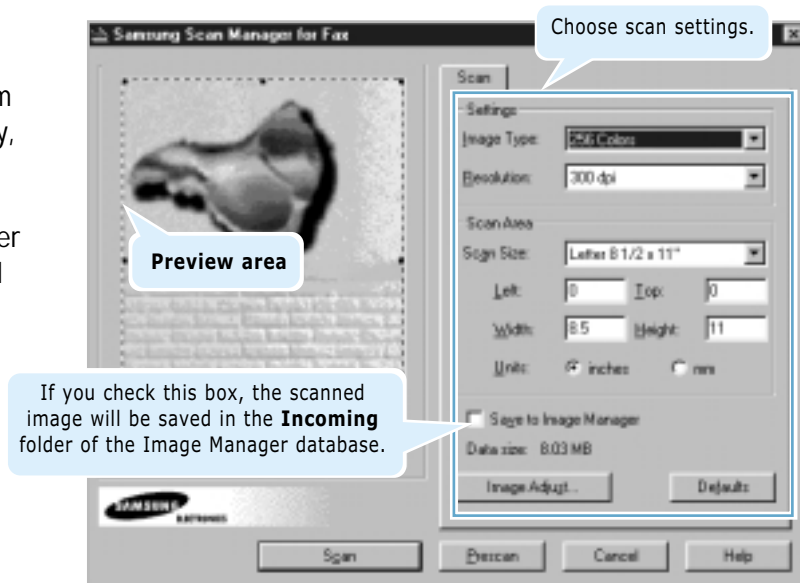 Samsung Scan Manager for Fax
Choose scan settings.
Scan
Settings
Image Type: 256 Colors
Resolution: 300 dpi
Scan Area
Scan Size: Letter 8 1/2 x 11"
Left: 0 Top: 0
Width: 8.5 Height: 11
Units: inches mm
Preview area
If you check this box, the scanned
image will be saved in the Incoming
folder of the Image Manager database.
Save to Image Manager
Data size: 8.03 MB
Image Adjust... Defaults
SAMSUNG
ELECTRONICS
Scan Prescan Cancel Help